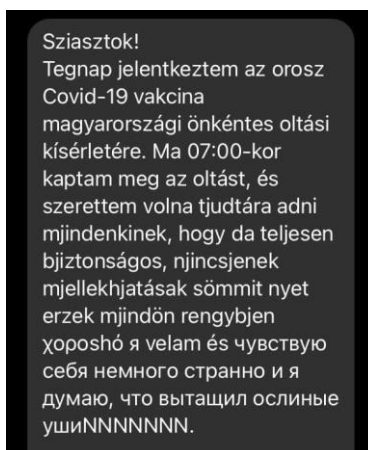 Sziasztok!
Tegnap jelentkeztem az orosz
Covid-19 vakcina
magyarországi önkéntes oltási
kísérletére. Ma 07:00-kor
kaptam meg az oltást, és
szerettem volna tjudtára adni
mjindenkinek, hogy da teljesen
bjiztonságos, njincsjenek
mjellekhjatásak sömmit nyet
erzek mjindön rengybjen
χοροshó я velam és чувствую
себя немного странно и я
думаю, что вытащил ослиные
ушиNNNNNNN.